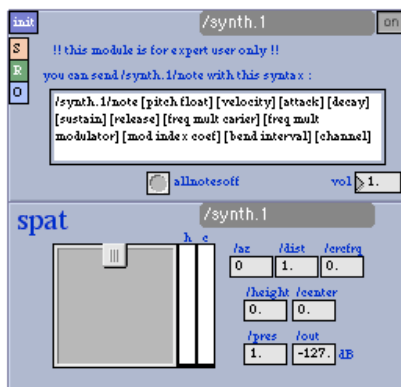 init /synth.1 on
S !! this module is for expert user only !!
R you can send /synth.1/note with this syntax :
O
/synth.1/note [pitch float] [velocity] [attack] [decay]
[sustain] [release] [freq mult carier] [freq mult
modulator] [mod index coef] [bend interval] [channel]
allnotesoff vol 1.
spat /synth.1
h c
/az /dist /crcfrq
0 1. 0.
/height /center
0. 0.
/pres /out
1. -127. dB